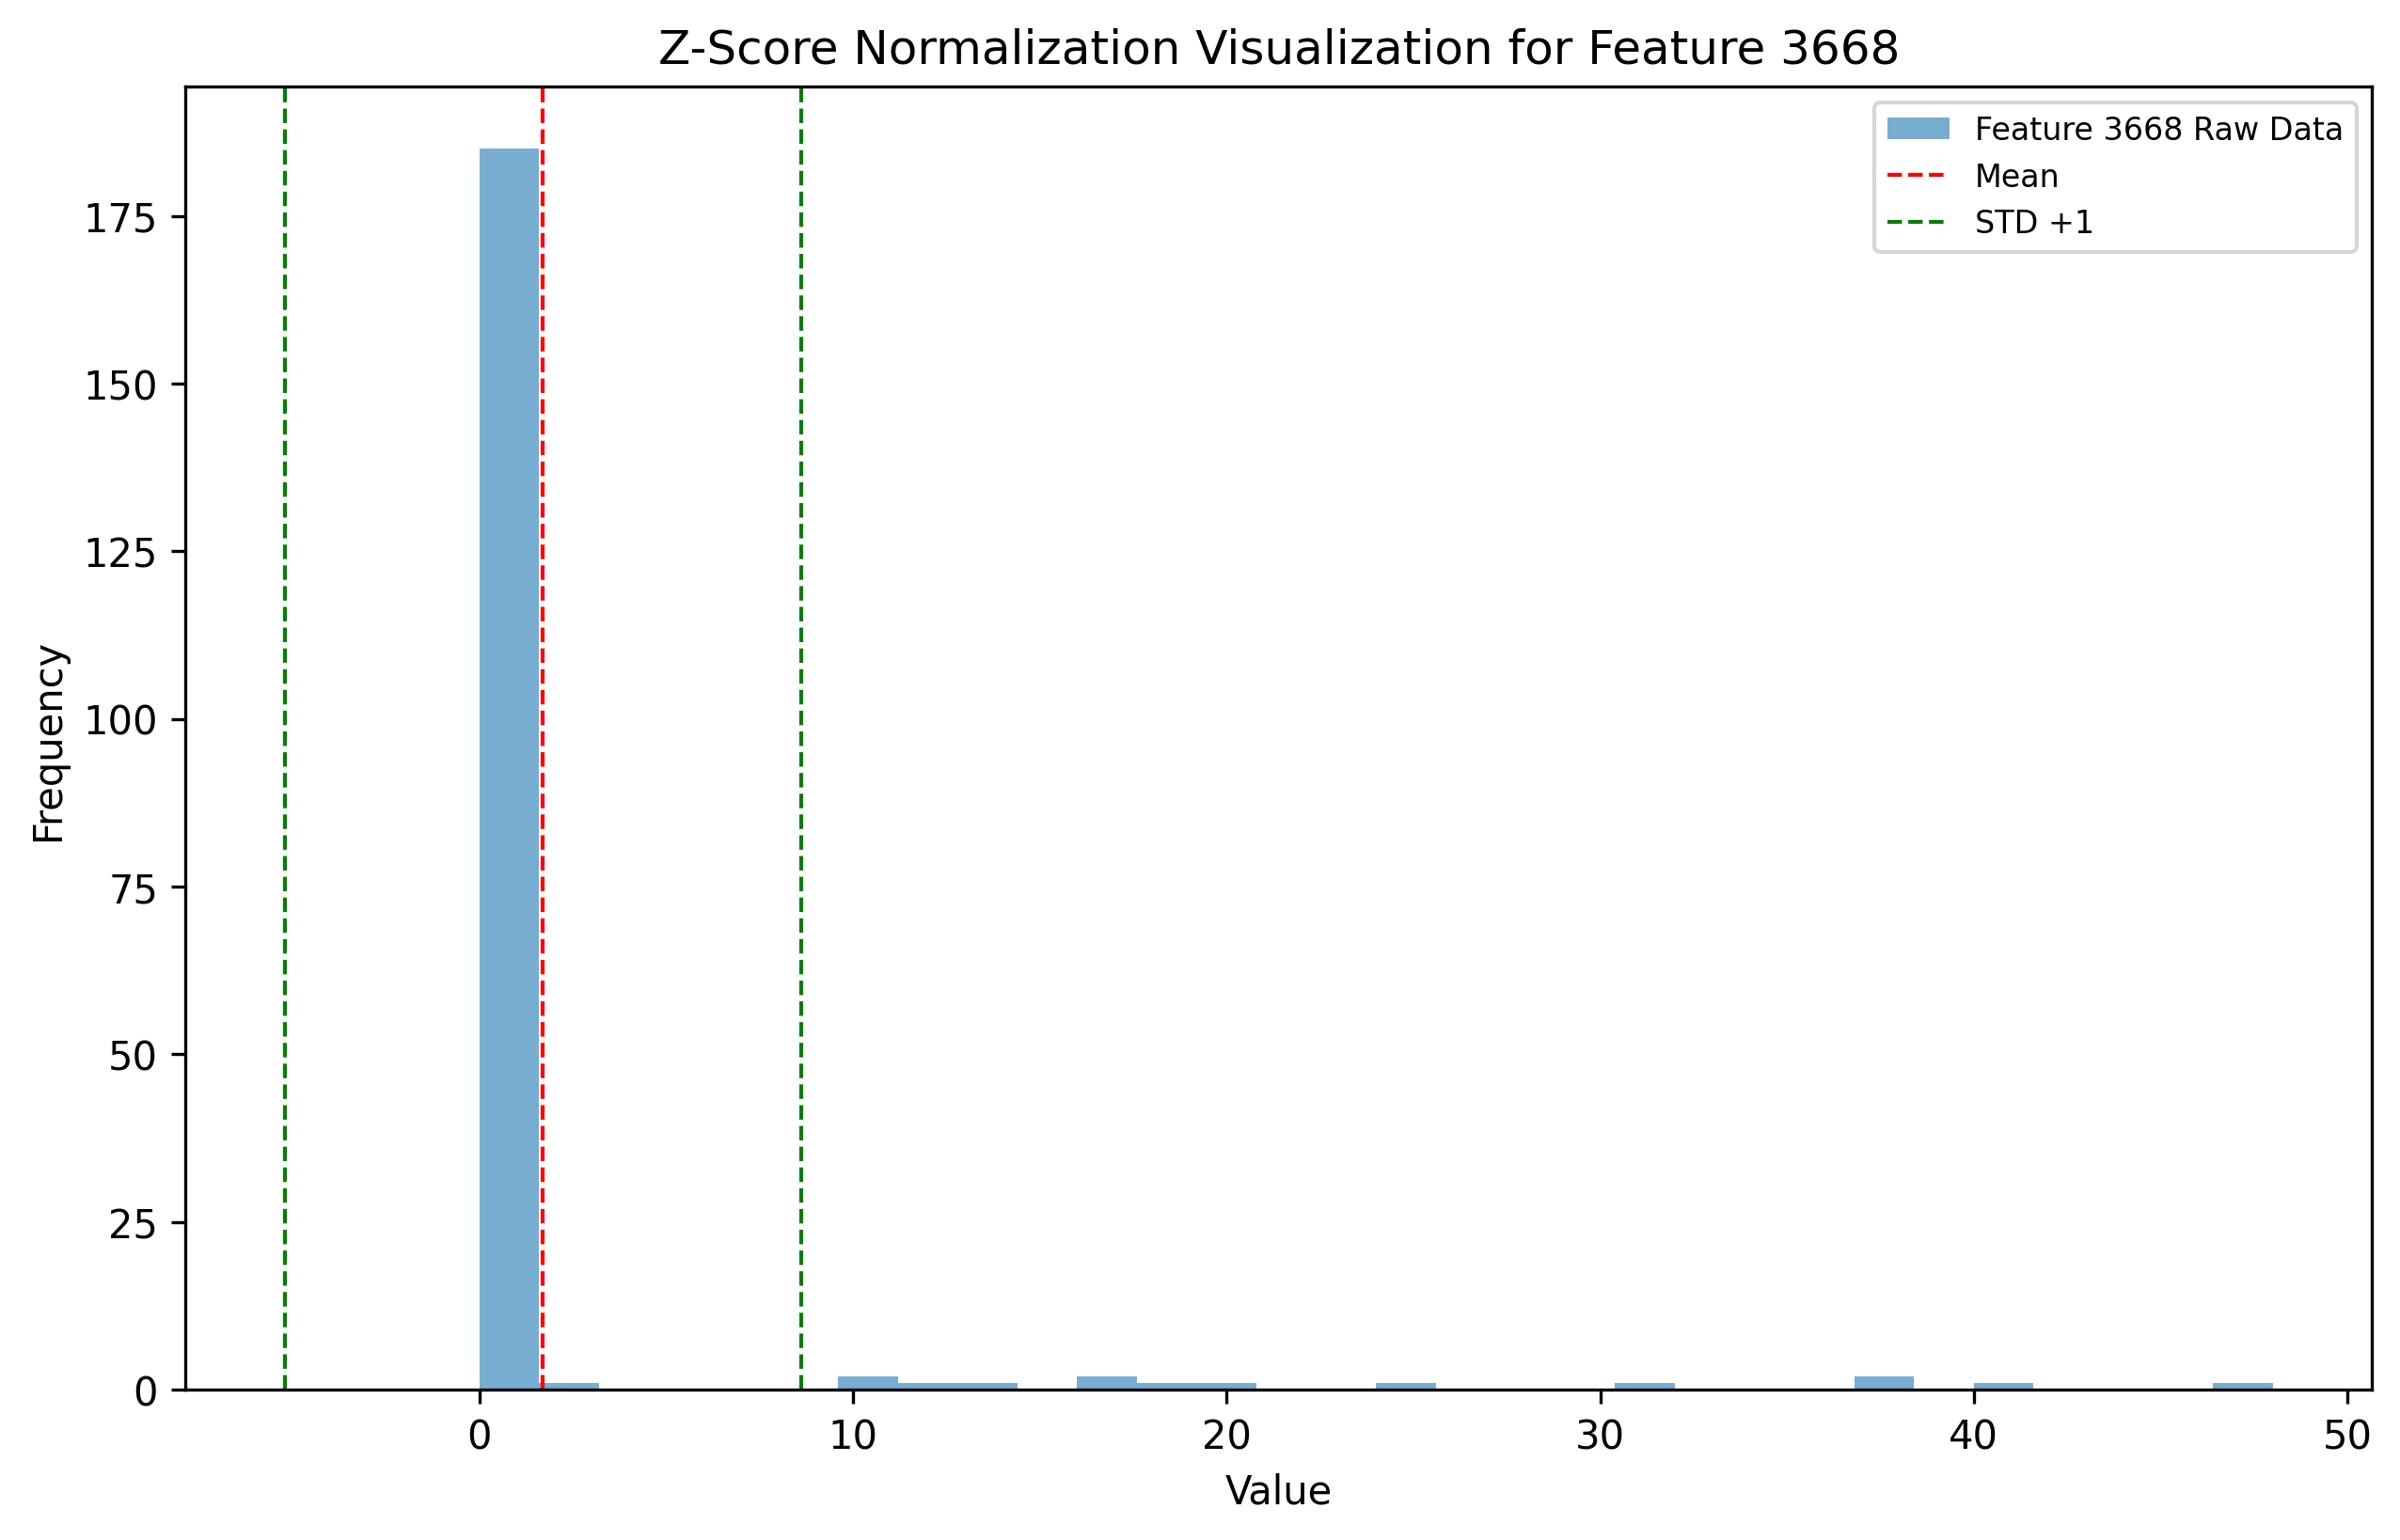 Z-Score Normalization Visualization for Feature 3668
Feature 3668 Raw Data
Mean
STD +1
175
150
125
100
75
50
25
0
Frequency
0 10 20 30 40 50
Value